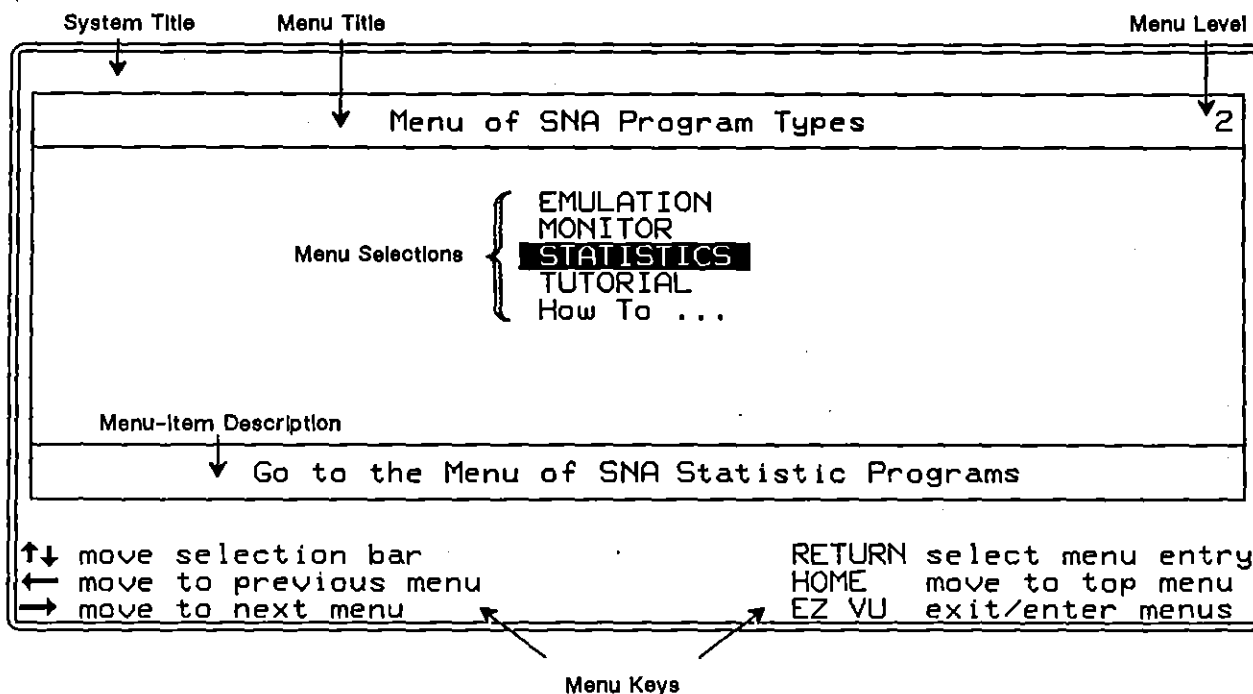 System Title Menu Title Menu Level
Menu of SNA Program Types 2
EMULATION
MONITOR
Menu Selections STATISTICS
TUTORIAL
How To ...
Menu-Item Description
Go to the Menu of SNA Statistic Programs
↑↓ move selection bar RETURN select menu entry
← move to previous menu HOME move to top menu
→ move to next menu EZ VU exit/enter menus
Menu Keys